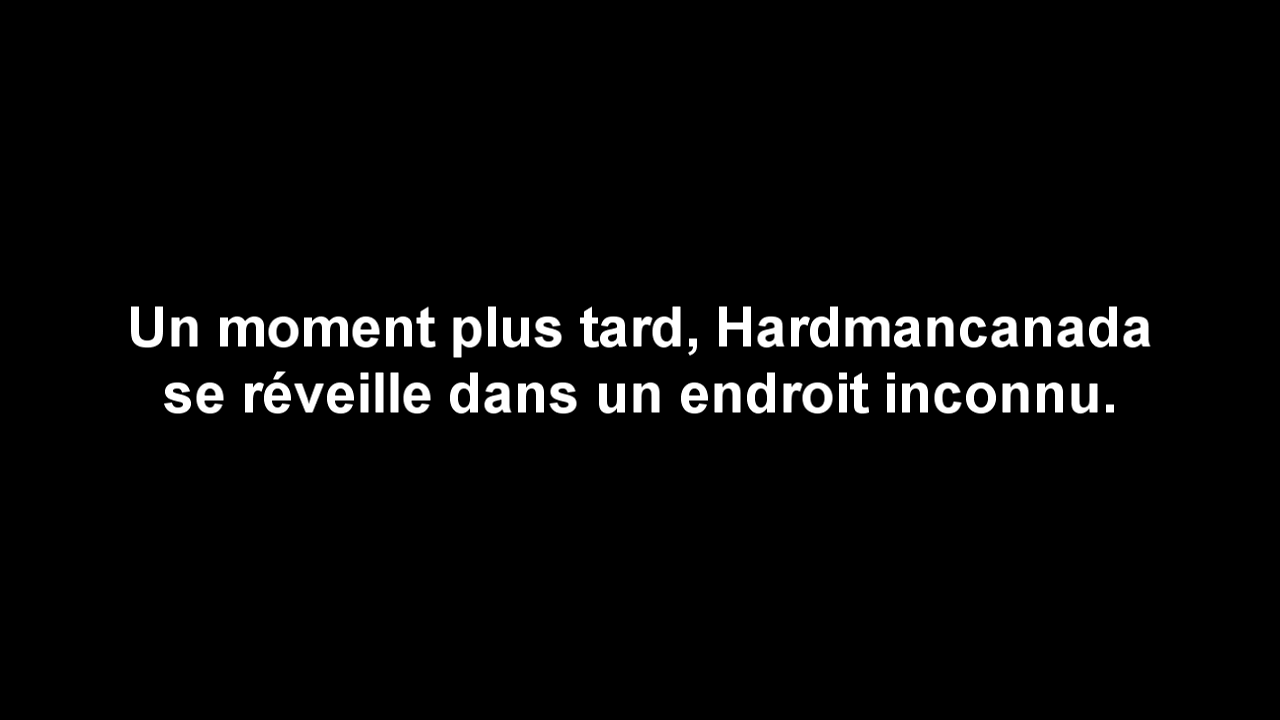 Un moment plus tard, Hardmancanada
se réveille dans un endroit inconnu.